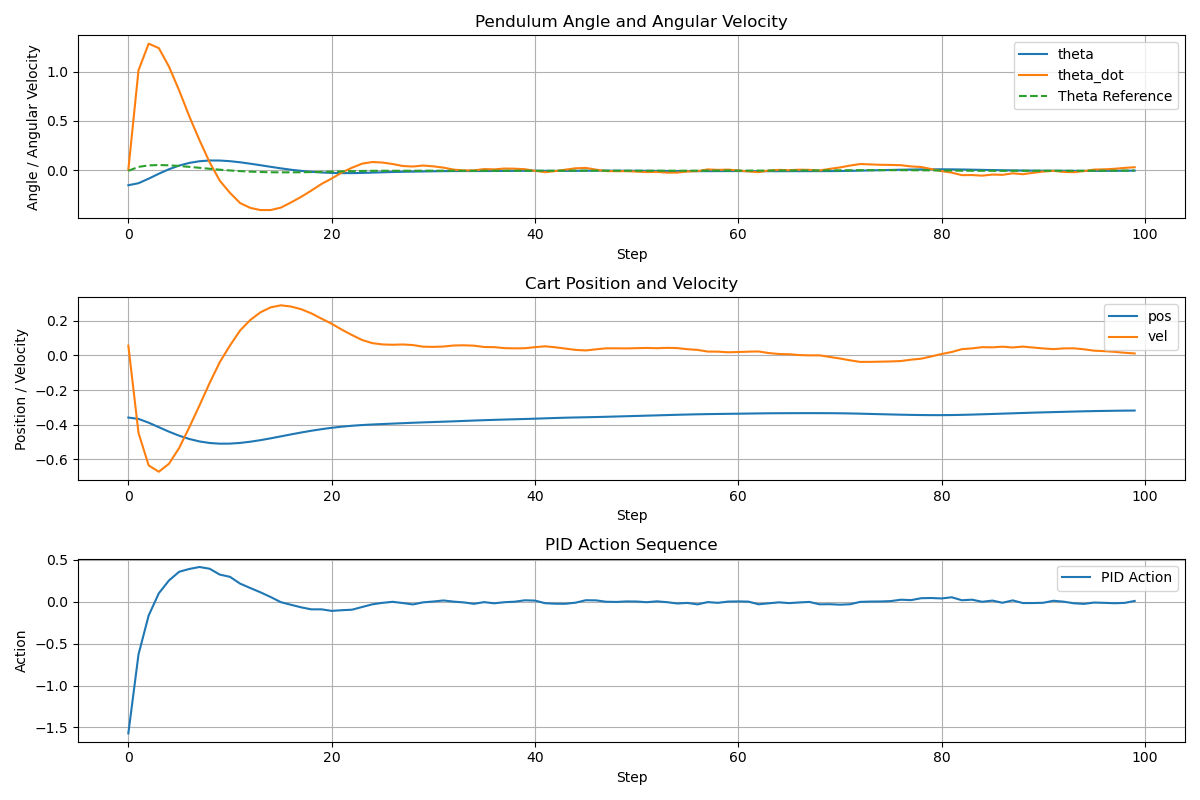 Pendulum Angle and Angular Velocity
Angle / Angular Velocity
1.0
0.5
0.0
theta
theta_dot
Theta Reference
0 20 40 60 80 100
Step
Cart Position and Velocity
Position / Velocity
0.2
0.0
−0.2
−0.4
−0.6
pos
vel
0 20 40 60 80 100
Step
PID Action Sequence
Action
0.5
0.0
−0.5
−1.0
−1.5
PID Action
0 20 40 60 80 100
Step